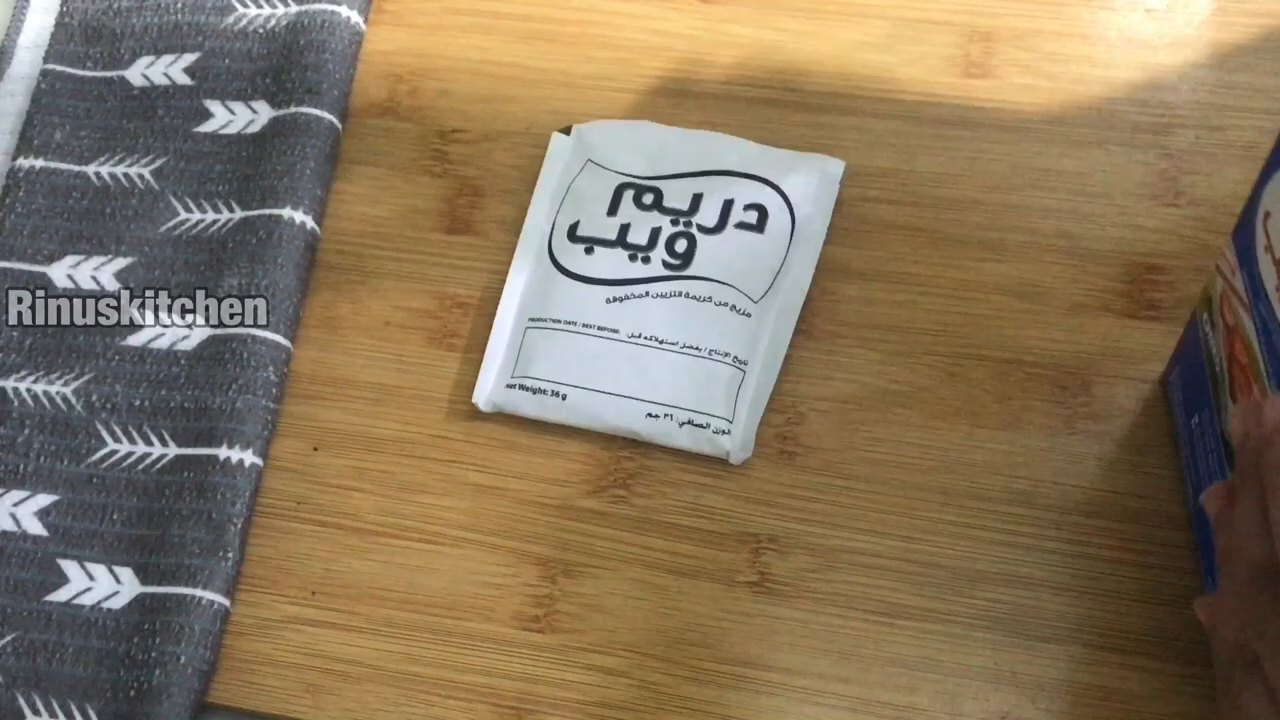 Rinuskitchen
دريم
ويب
مزيج من كريمة التزيين المخفوقة
PRODUCTION DATE / BEST BEFORE: تاريخ الإنتاج / يفضل استهلاكه قبل
Net Weight: 36 g
الوزن الصافي: ٣٦ جم